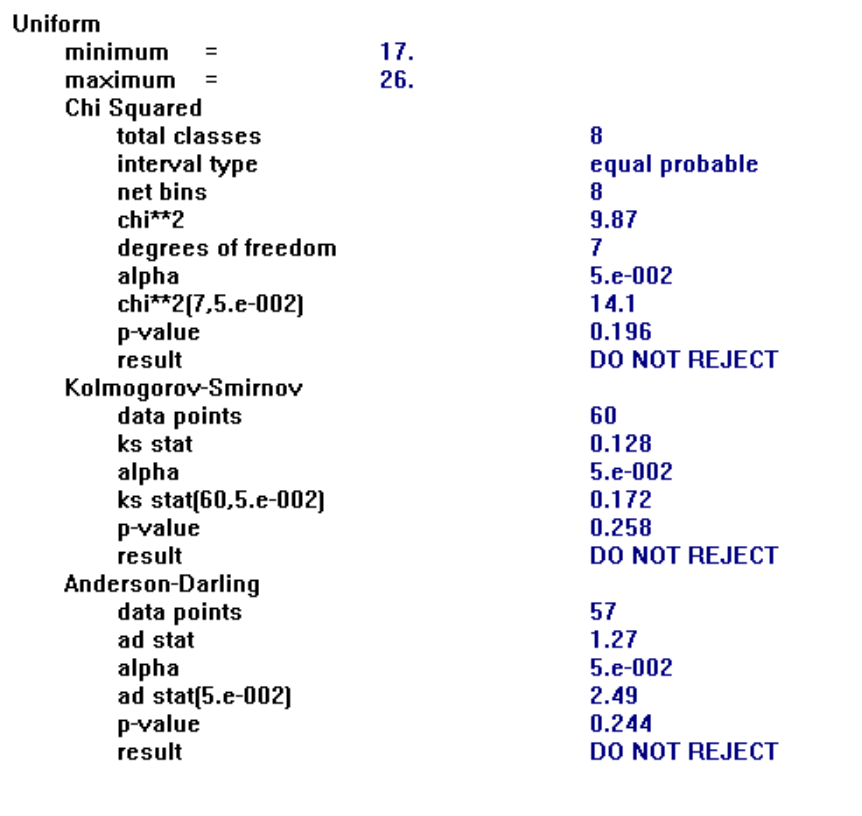 Uniform
minimum = 17.
maximum = 26.
Chi Squared
total classes 8
interval type equal probable
net bins 8
chi**2 9.87
degrees of freedom 7
alpha 5.e-002
chi**2(7,5.e-002) 14.1
p-value 0.196
result DO NOT REJECT
Kolmogorov-Smirnov
data points 60
ks stat 0.128
alpha 5.e-002
ks stat(60,5.e-002) 0.172
p-value 0.258
result DO NOT REJECT
Anderson-Darling
data points 57
ad stat 1.27
alpha 5.e-002
ad stat(5.e-002) 2.49
p-value 0.244
result DO NOT REJECT